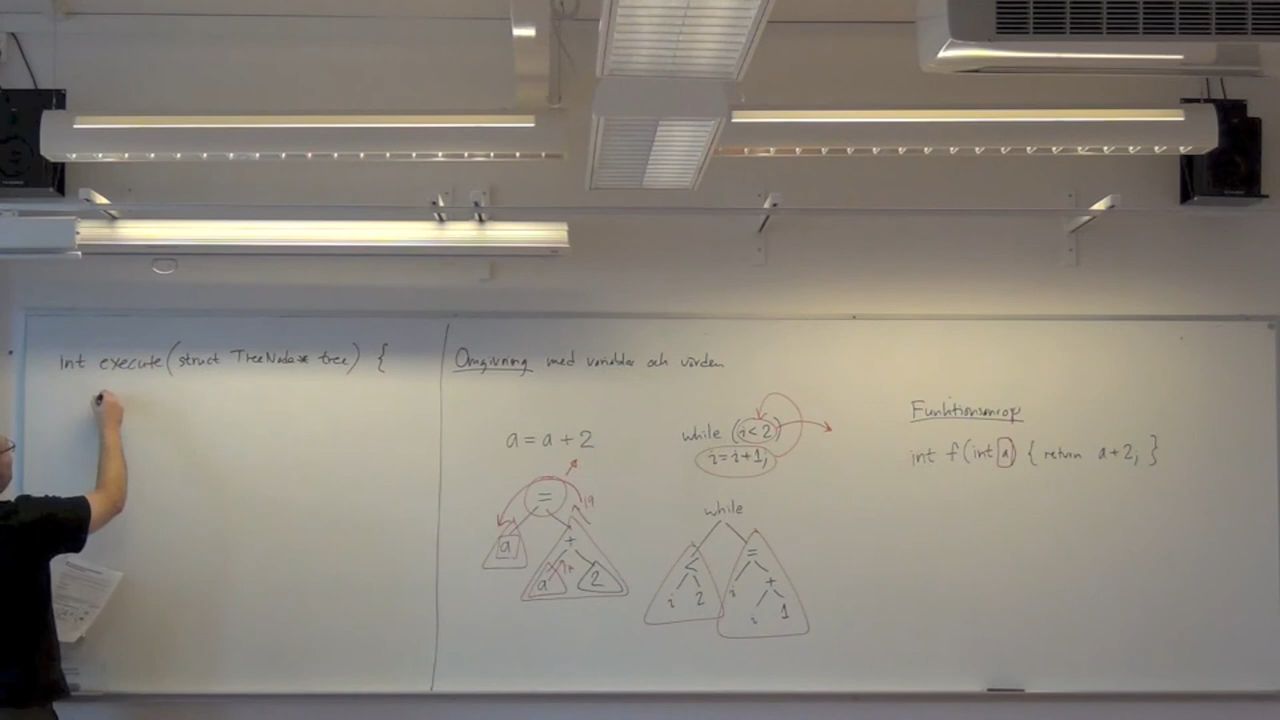 int execute(struct TreeNode* tree) {
Omgivning med variabler och värden
a = a + 2
=
19
a
+
a
2
while (i < 2)
i = i + 1;
while
<
i 2
=
i +
i 1
Funktionsanrop
int f(int a) { return a + 2; }